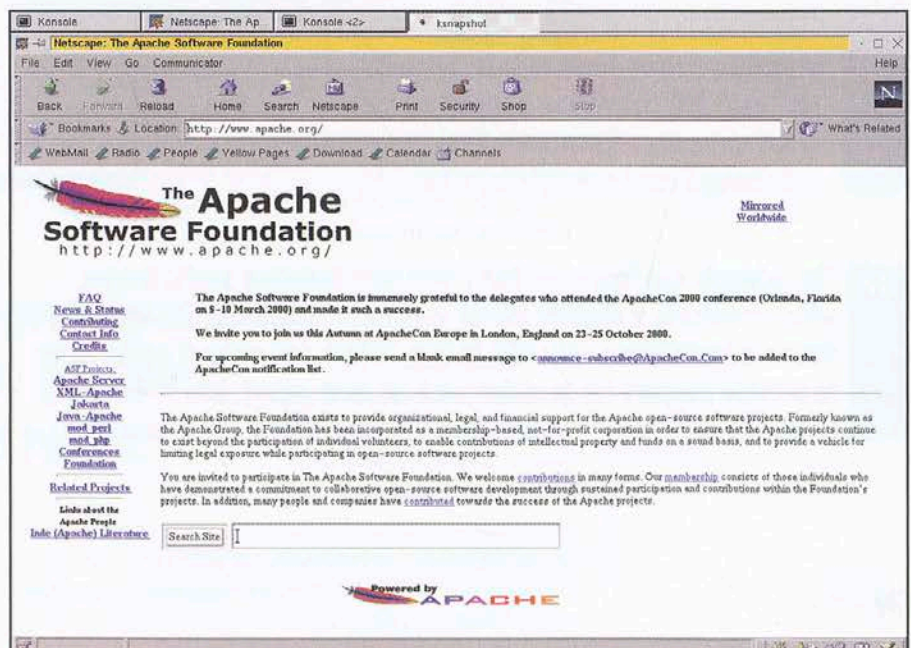 Konsole
Netscape: The Ap
Konsole <2>
ksnapshot
Netscape: The Apache Software Foundation
File Edit View Go Communicator
Help
Back Forward Reload Home Search Netscape Print Security Shop Stop
N
Bookmarks Location: http://www.apache.org/
What's Related
WebMail Radio People Yellow Pages Download Calendar Channels
The Apache
Software Foundation
http://www.apache.org/
Mirrored
Worldwide
FAQ
News & Status
Contributing
Contact Info
Credits
ASF Projects:
Apache Server
XML-Apache
Jakarta
Java-Apache
mod_perl
mod_php
Conferences
Foundation
Related Projects
Links about the
Apache People
Inde (Apache) Literature
The Apache Software Foundation is immensely grateful to the delegates who attended the ApacheCon 2000 conference (Orlando, Florida
on 8-10 March 2000) and made it such a success.
We invite you to join us this Autumn at ApacheCon Europe in London, England on 23-25 October 2000.
For upcoming event information, please send a blank email message to <announce-subscribe@ApacheCon.Com> to be added to the
ApacheCon notification list.
The Apache Software Foundation exists to provide organizational, legal, and financial support for the Apache open-source software projects. Formerly known as
the Apache Group, the Foundation has been incorporated as a membership-based, not-for-profit corporation in order to ensure that the Apache projects continue
to exist beyond the participation of individual volunteers, to enable contributions of intellectual property and funds on a sound basis, and to provide a vehicle for
limiting legal exposure while participating in open-source software projects.
You are invited to participate in The Apache Software Foundation. We welcome contributions in many forms. Our membership consists of those individuals who
have demonstrated a commitment to collaborative open-source software development through sustained participation and contributions within the Foundation's
projects. In addition, many people and companies have contributed towards the success of the Apache projects.
Search Site
Powered by
APACHE